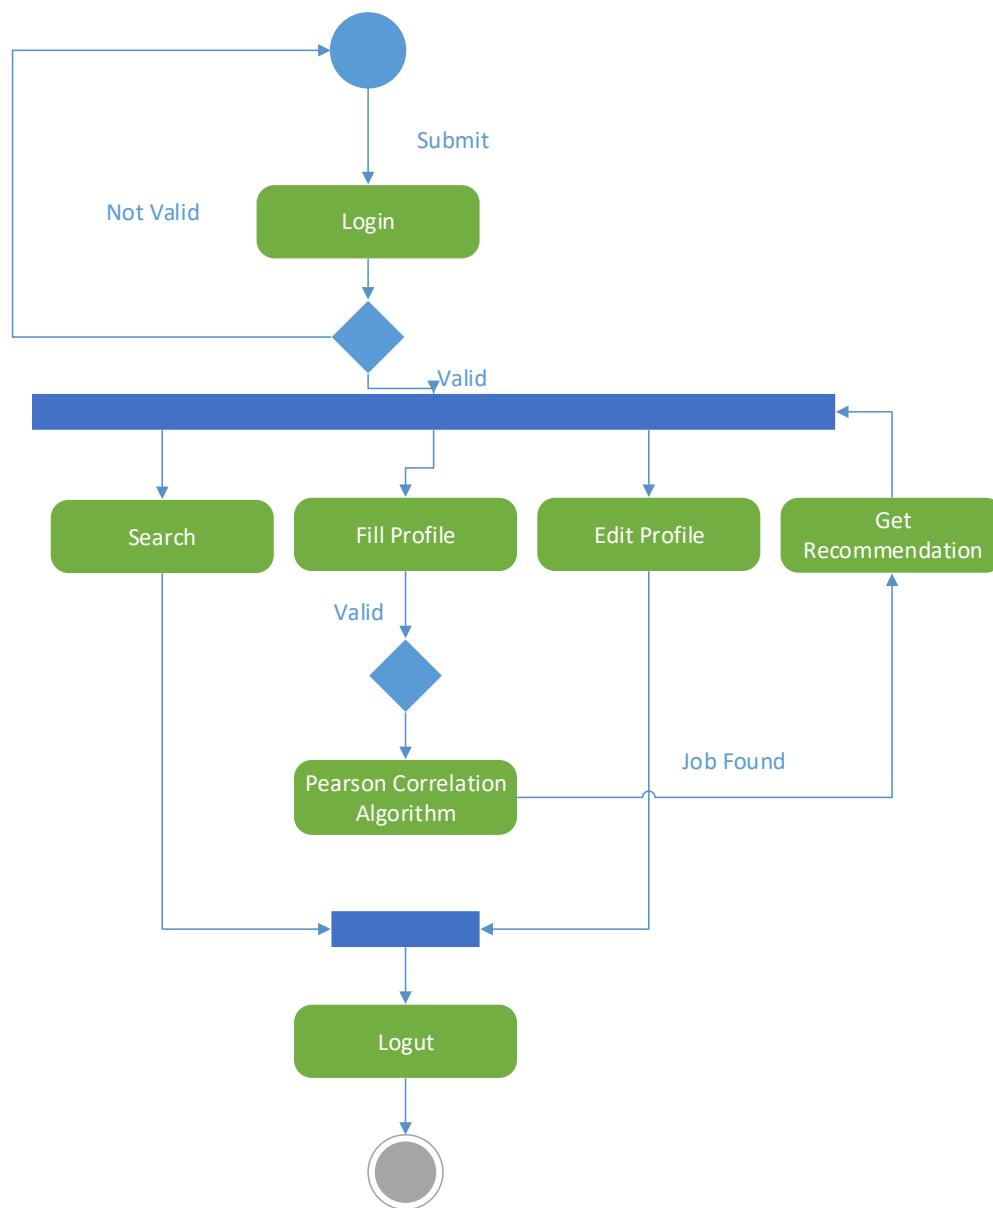 Submit
Not Valid
Login
Valid
Search
Fill Profile
Edit Profile
Get
Recommendation
Valid
Job Found
Pearson Correlation
Algorithm
Logut